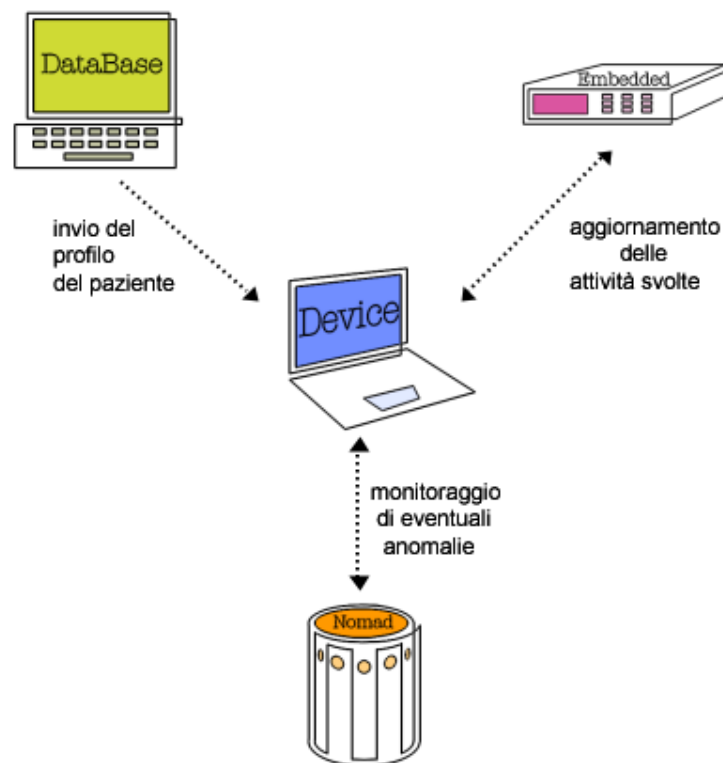 DataBase
Embedded
invio del
profilo
del paziente
aggiornamento
delle
attività svolte
Device
monitoraggio
di eventuali
anomalie
Nomad